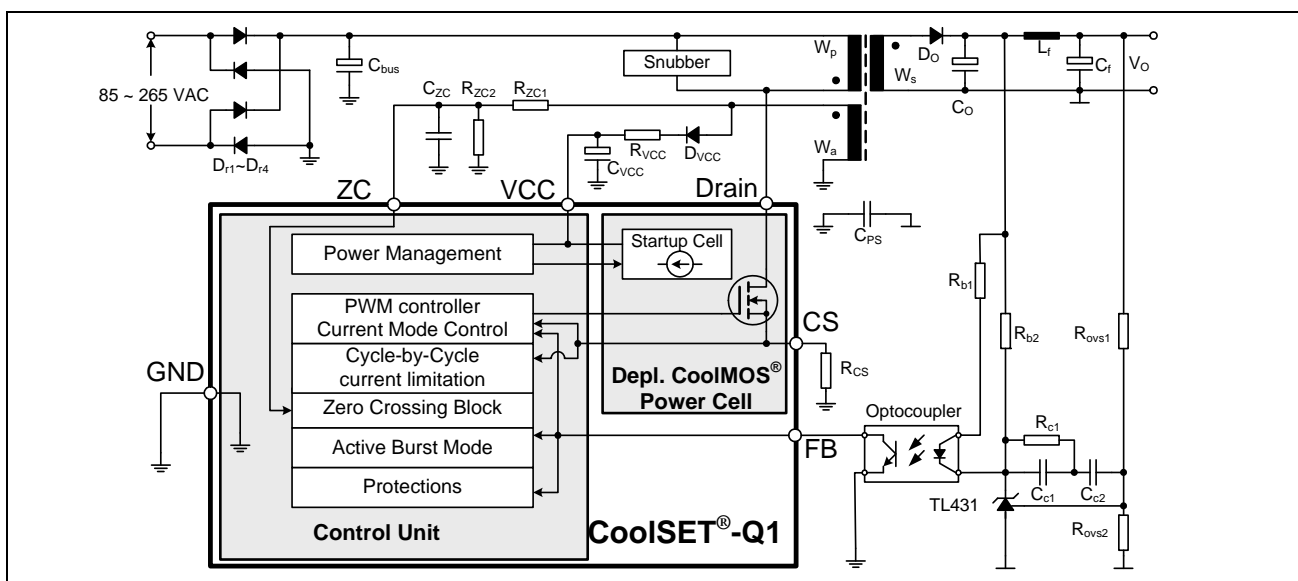 85 ~ 265 VAC
Dr1~Dr4
Cbus
Snubber
Wp
Ws
Wa
DO
CO
Lf
Cf
VO
CZC
RZC2
RZC1
CVCC
RVCC
DVCC
ZC
VCC
Drain
CPS
Power Management
Startup Cell
PWM controller
Current Mode Control
Cycle-by-Cycle
current limitation
Zero Crossing Block
Active Burst Mode
Protections
Control Unit
Depl. CoolMOS®
Power Cell
CoolSET®-Q1
GND
CS
RCS
FB
Optocoupler
Rb1
Rb2
Rovs1
Rc1
Cc1
Cc2
TL431
Rovs2